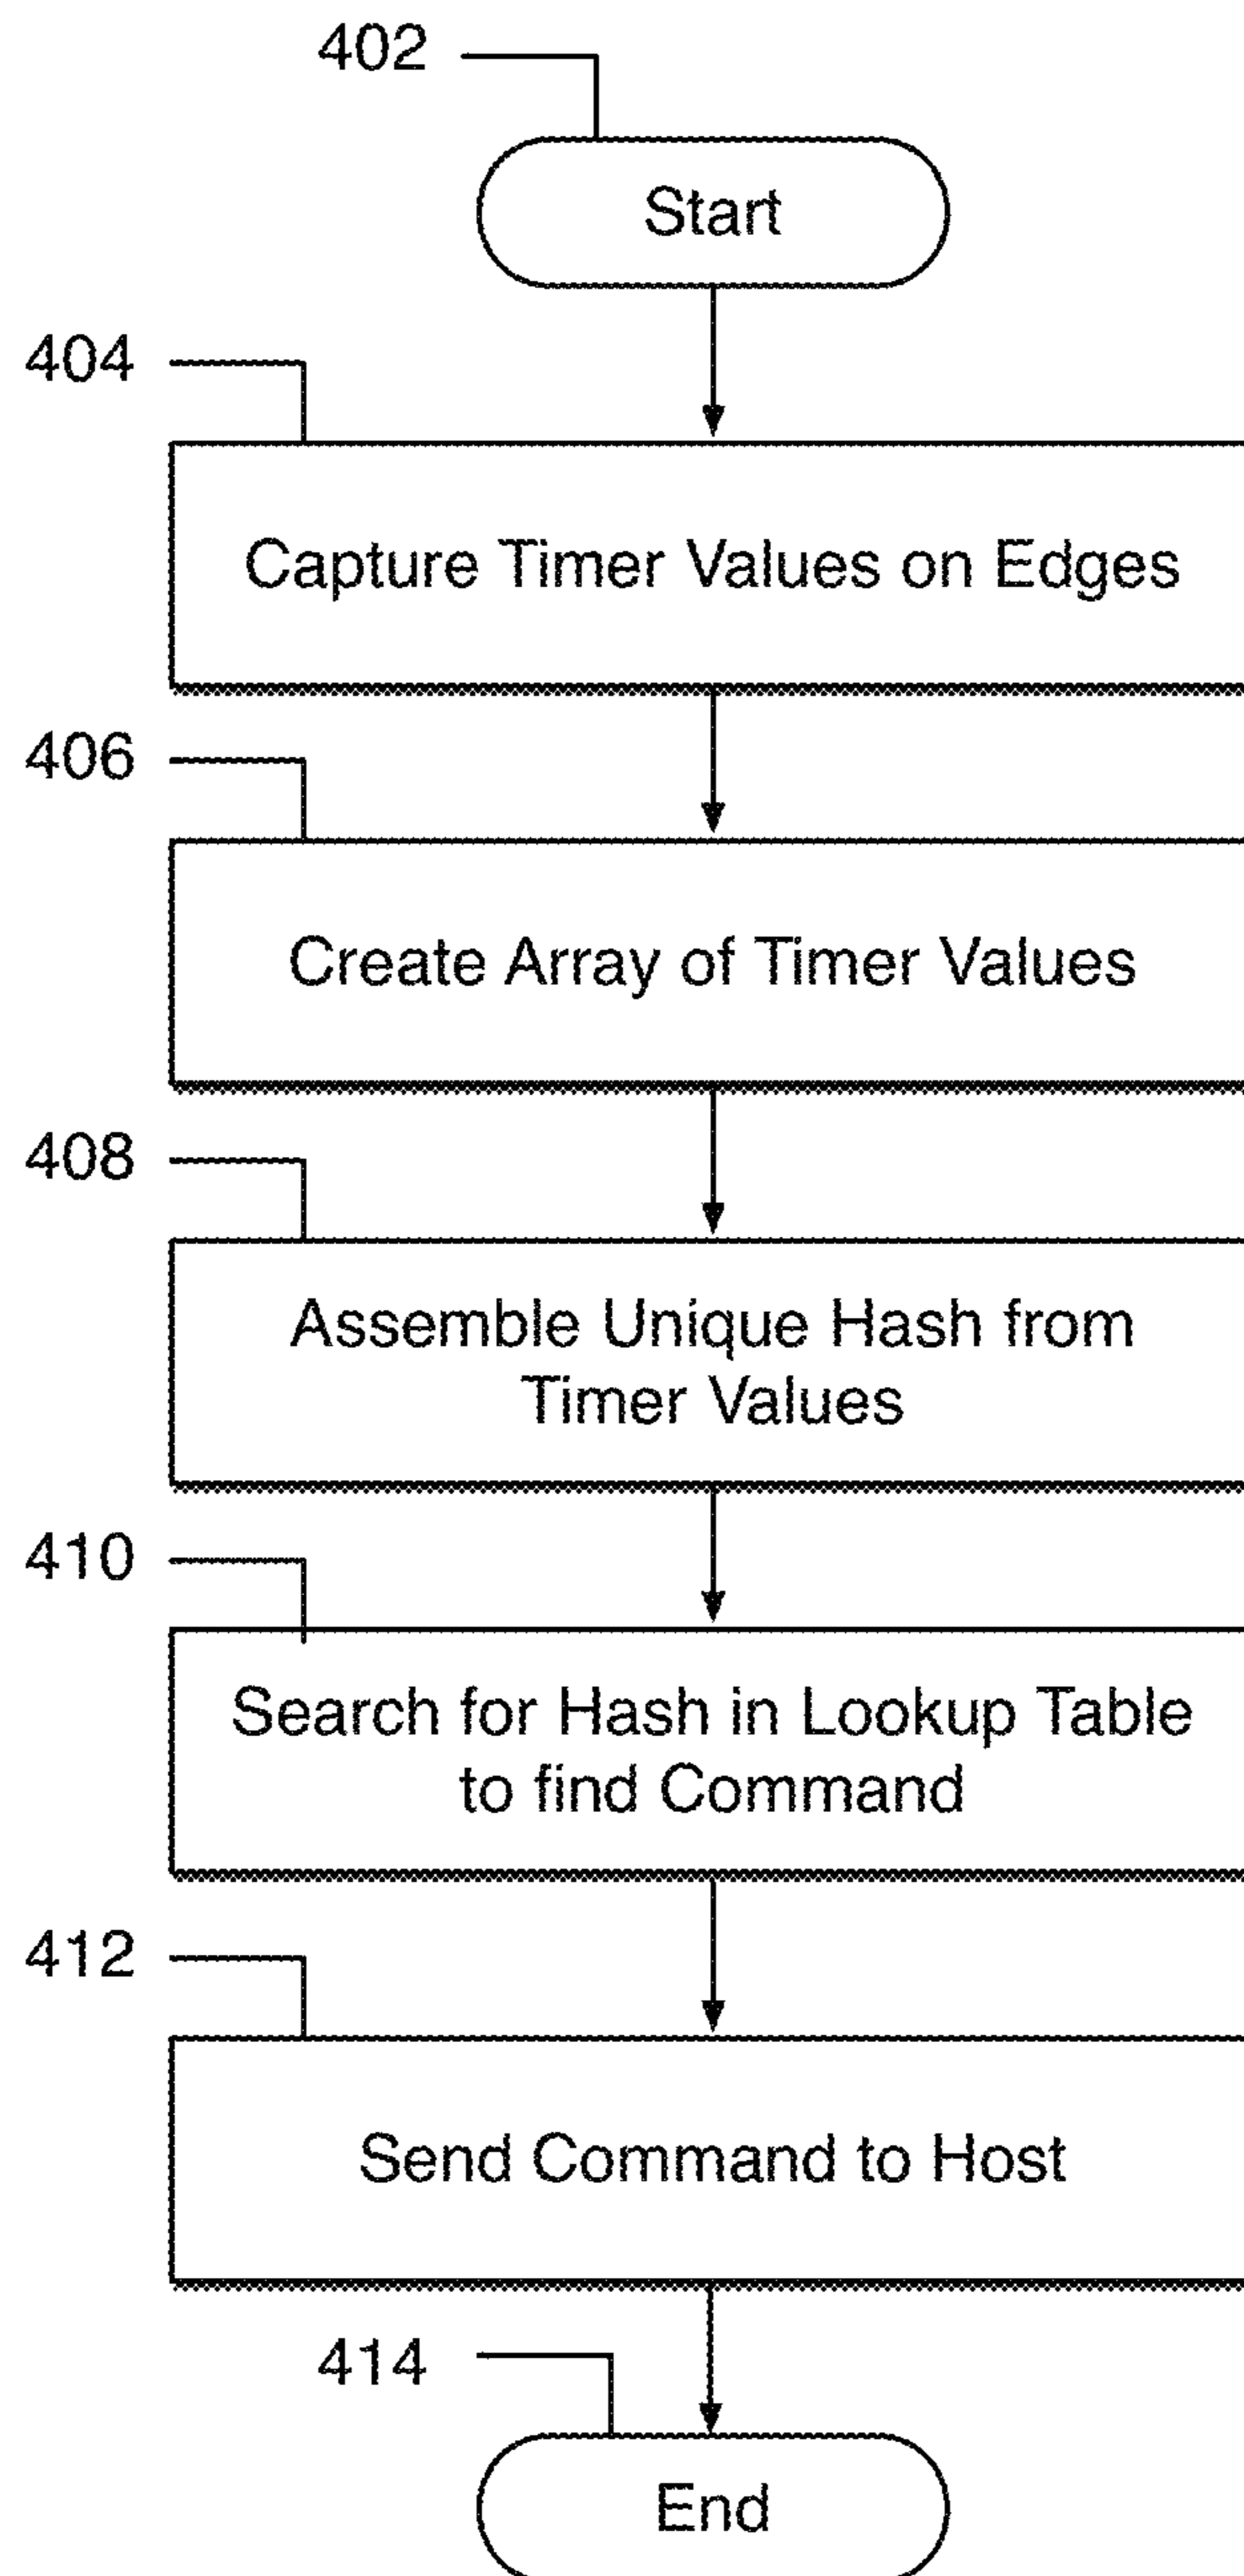 402
Start
404
Capture Timer Values on Edges
406
Create Array of Timer Values
408
Assemble Unique Hash from
Timer Values
410
Search for Hash in Lookup Table
to find Command
412
Send Command to Host
414
End